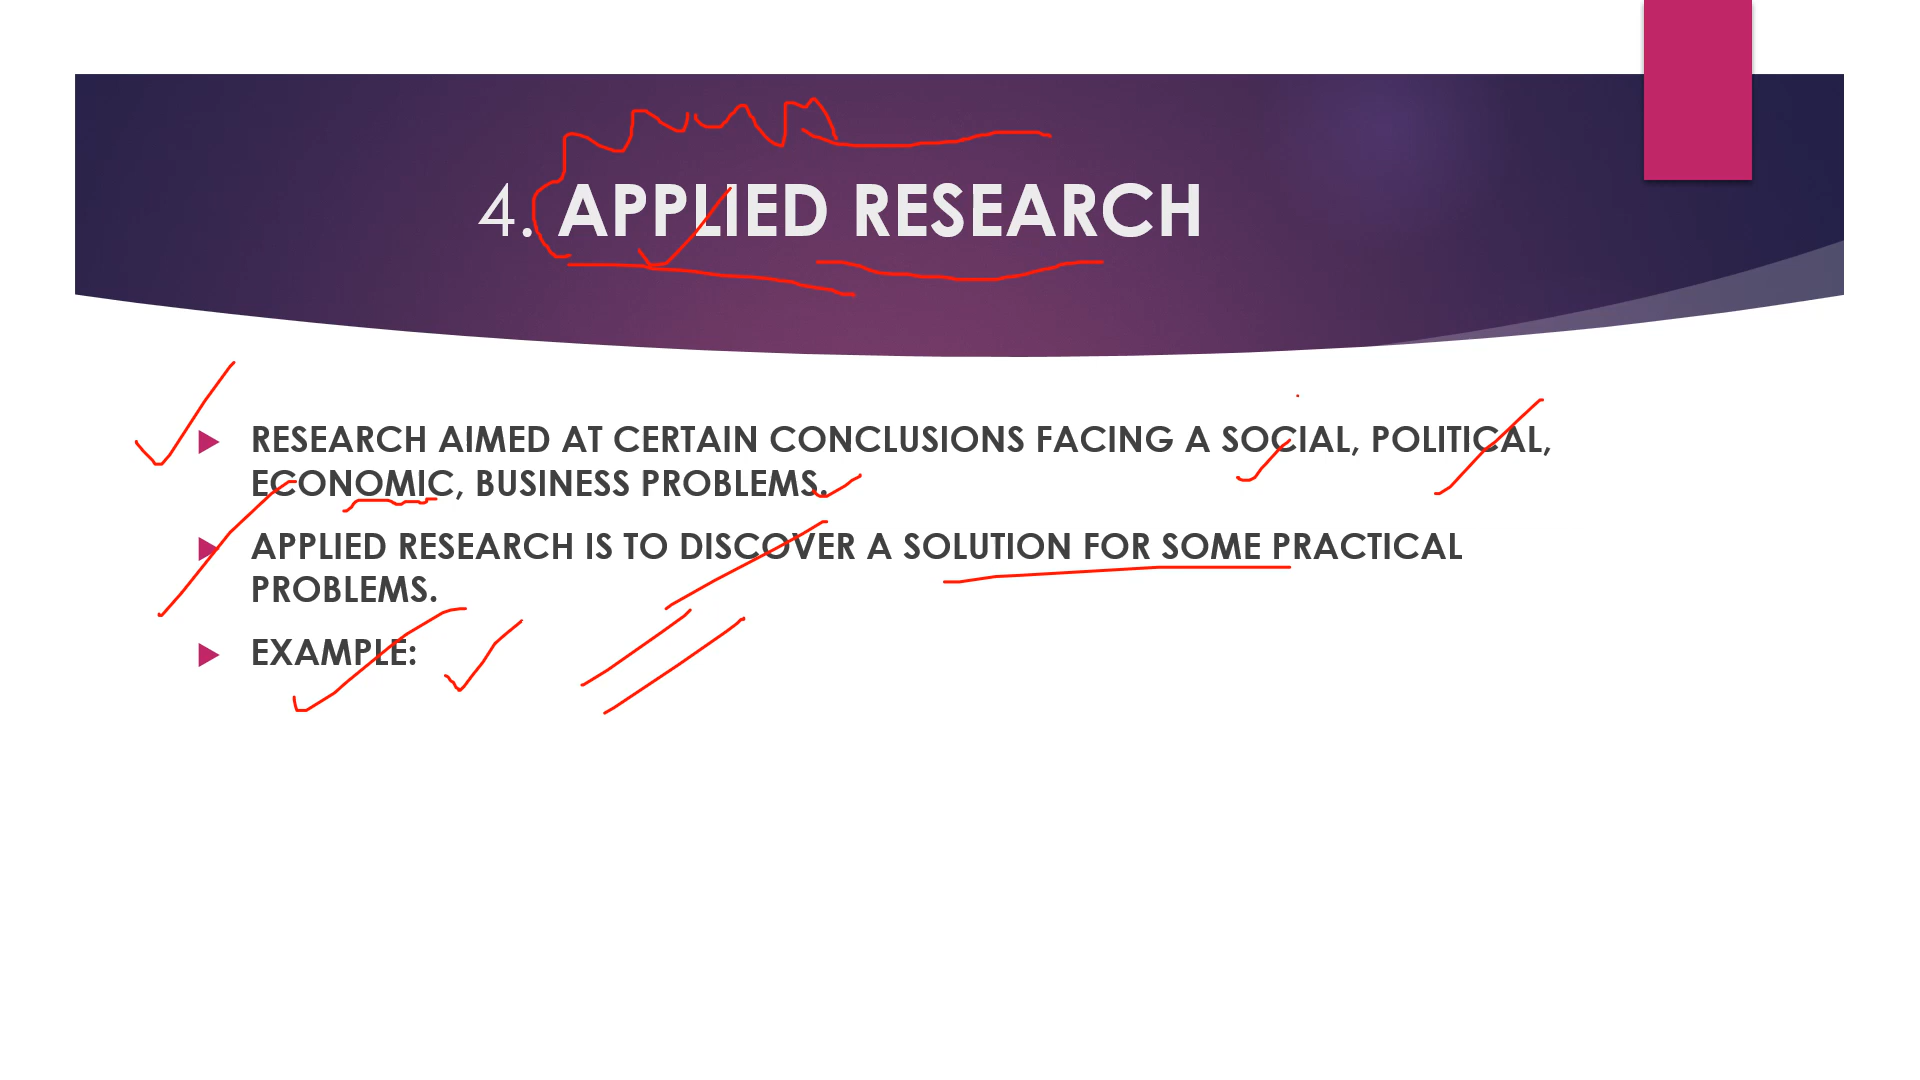 4. APPLIED RESEARCH
RESEARCH AIMED AT CERTAIN CONCLUSIONS FACING A SOCIAL, POLITICAL,
ECONOMIC, BUSINESS PROBLEMS.
APPLIED RESEARCH IS TO DISCOVER A SOLUTION FOR SOME PRACTICAL
PROBLEMS.
EXAMPLE: